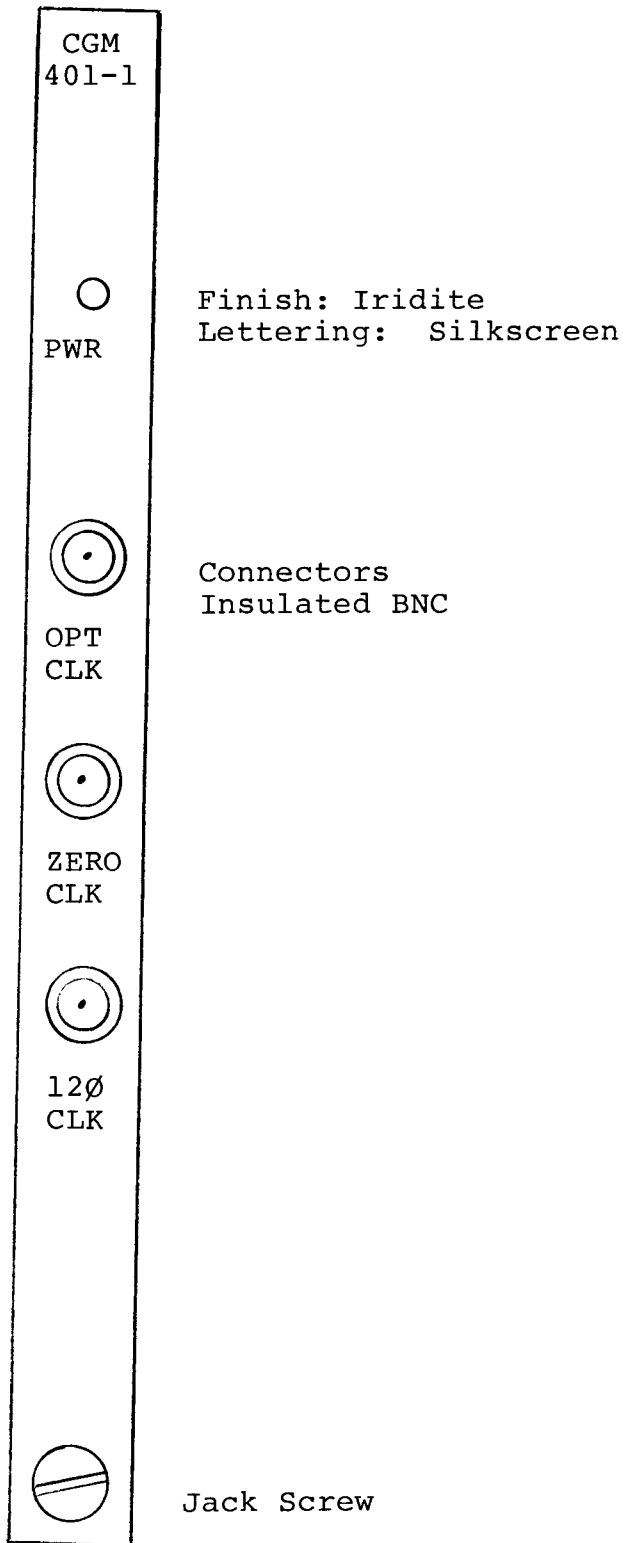 CGM
401-1
Finish: Iridite
Lettering: Silkscreen
PWR
Connectors
Insulated BNC
OPT
CLK
ZERO
CLK
12Ø
CLK
Jack Screw